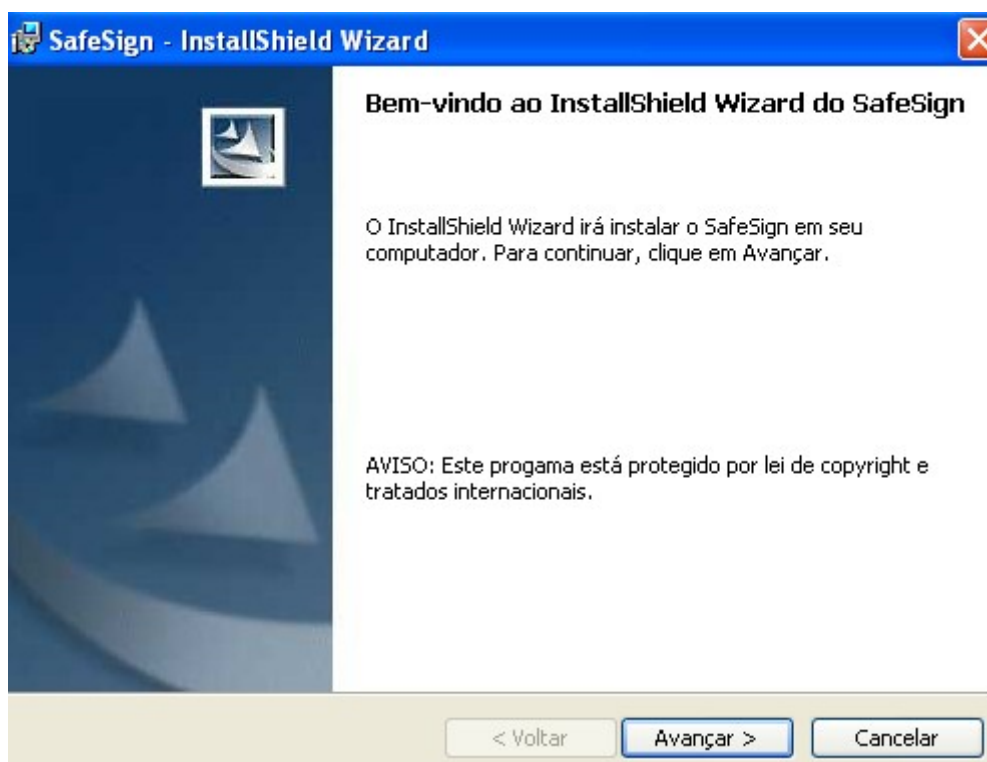 SafeSign - InstallShield Wizard
Bem-vindo ao InstallShield Wizard do SafeSign
O InstallShield Wizard irá instalar o SafeSign em seu
computador. Para continuar, clique em Avançar.
AVISO: Este progama está protegido por lei de copyright e
tratados internacionais.
< Voltar
Avançar >
Cancelar